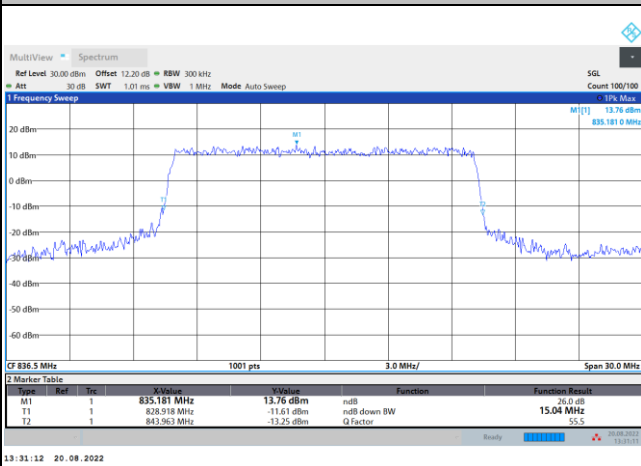 MultiView Spectrum
Ref Level 30.00 dBm Offset 12.20 dB RBW 300 kHz SGL
Att 30 dB SWT 1.01 ms VBW 1 MHz Mode Auto Sweep Count 100/100
1 Frequency Sweep 1Pk Max
M1[1] 13.76 dBm
835.181 0 MHz
20 dBm
M1
10 dBm
0 dBm
-10 dBm
-20 dBm
-30 dBm
-40 dBm
-50 dBm
-60 dBm
CF 836.5 MHz 1001 pts 3.0 MHz/ Span 30.0 MHz
2 Marker Table
Type Ref Trc X-Value Y-Value Function Function Result
M1 1 835.181 MHz 13.76 dBm ndB 26.0 dB
T1 1 828.918 MHz -11.61 dBm ndB down BW 15.04 MHz
T2 1 843.963 MHz -13.25 dBm Q Factor 55.5
Ready 20.08.2022
13:31:11
13:31:12 20.08.2022